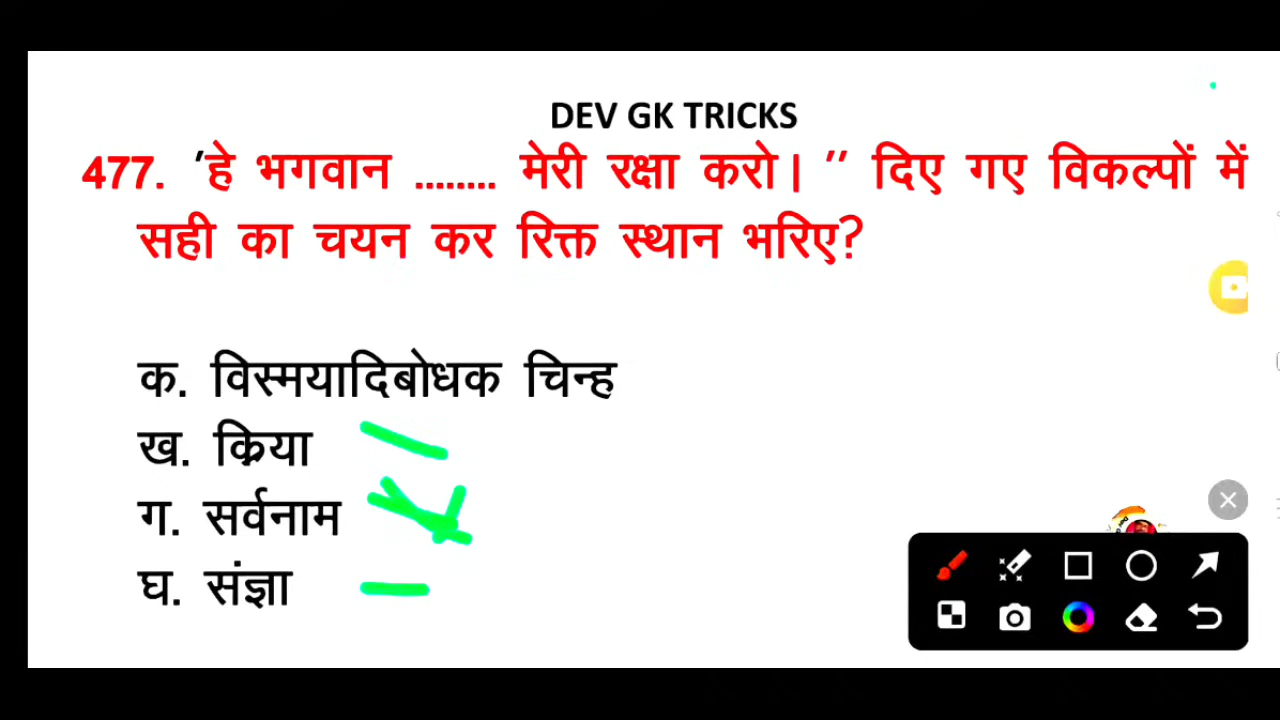 DEV GK TRICKS
477. 'हे भगवान ........ मेरी रक्षा करो। '' दिए गए विकल्पों में
सही का चयन कर रिक्त स्थान भरिए?
क. विस्मयादिबोधक चिन्ह
ख. क्रिया
ग. सर्वनाम
घ. संज्ञा